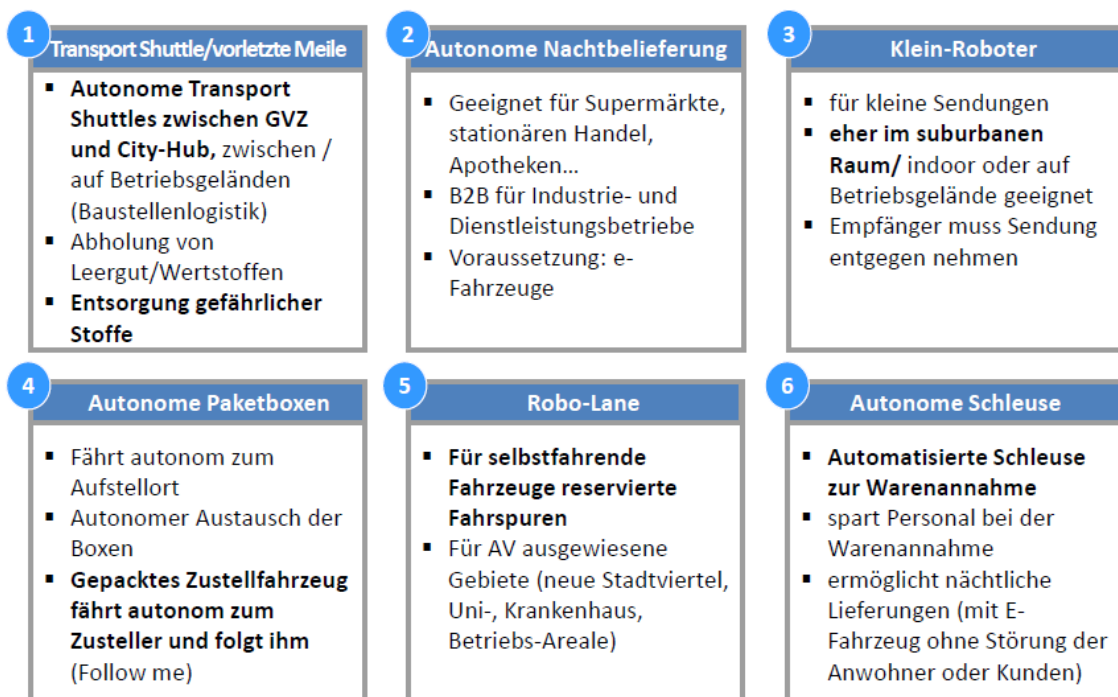 1
Transport Shuttle/vorletzte Meile
▪ Autonome Transport
Shuttles zwischen GVZ
und City-Hub, zwischen /
auf Betriebsgeländen
(Baustellenlogistik)
▪ Abholung von
Leergut/Wertstoffen
▪ Entsorgung gefährlicher
Stoffe
2
Autonome Nachtbelieferung
▪ Geeignet für Supermärkte,
stationären Handel,
Apotheken...
▪ B2B für Industrie- und
Dienstleistungsbetriebe
▪ Voraussetzung: e-
Fahrzeuge
3
Klein-Roboter
▪ für kleine Sendungen
▪ eher im suburbanen
Raum/ indoor oder auf
Betriebsgelände geeignet
▪ Empfänger muss Sendung
entgegen nehmen
4
Autonome Paketboxen
▪ Fährt autonom zum
Aufstellort
▪ Autonomer Austausch der
Boxen
▪ Gepacktes Zustellfahrzeug
fährt autonom zum
Zusteller und folgt ihm
(Follow me)
5
Robo-Lane
▪ Für selbstfahrende
Fahrzeuge reservierte
Fahrspuren
▪ Für AV ausgewiesene
Gebiete (neue Stadtviertel,
Uni-, Krankenhaus,
Betriebs-Areale)
6
Autonome Schleuse
▪ Automatisierte Schleuse
zur Warenannahme
▪ spart Personal bei der
Warenannahme
▪ ermöglicht nächtliche
Lieferungen (mit E-
Fahrzeug ohne Störung der
Anwohner oder Kunden)